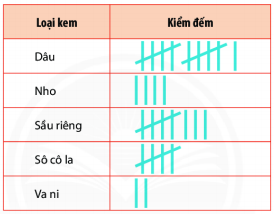 Loại kem Kiểm đếm
Dâu
Nho
Sầu riêng
Sô cô la
Va ni